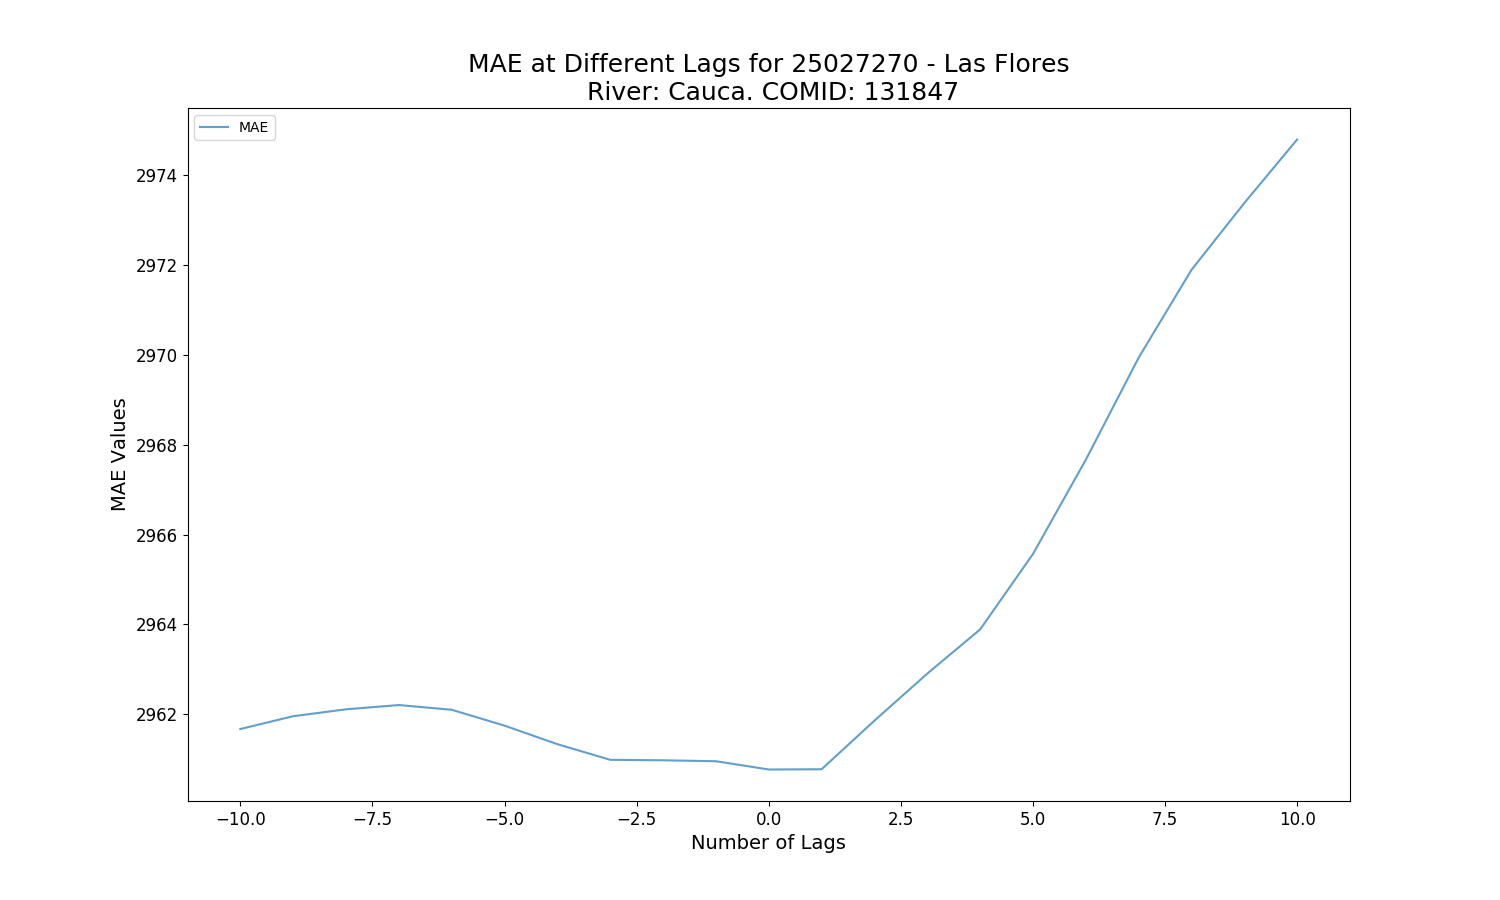 MAE at Different Lags for 25027270 - Las Flores
River: Cauca. COMID: 131847
MAE
2974
2972
2970
2968
2966
2964
2962
MAE Values
−10.0 −7.5 −5.0 −2.5 0.0 2.5 5.0 7.5 10.0
Number of Lags